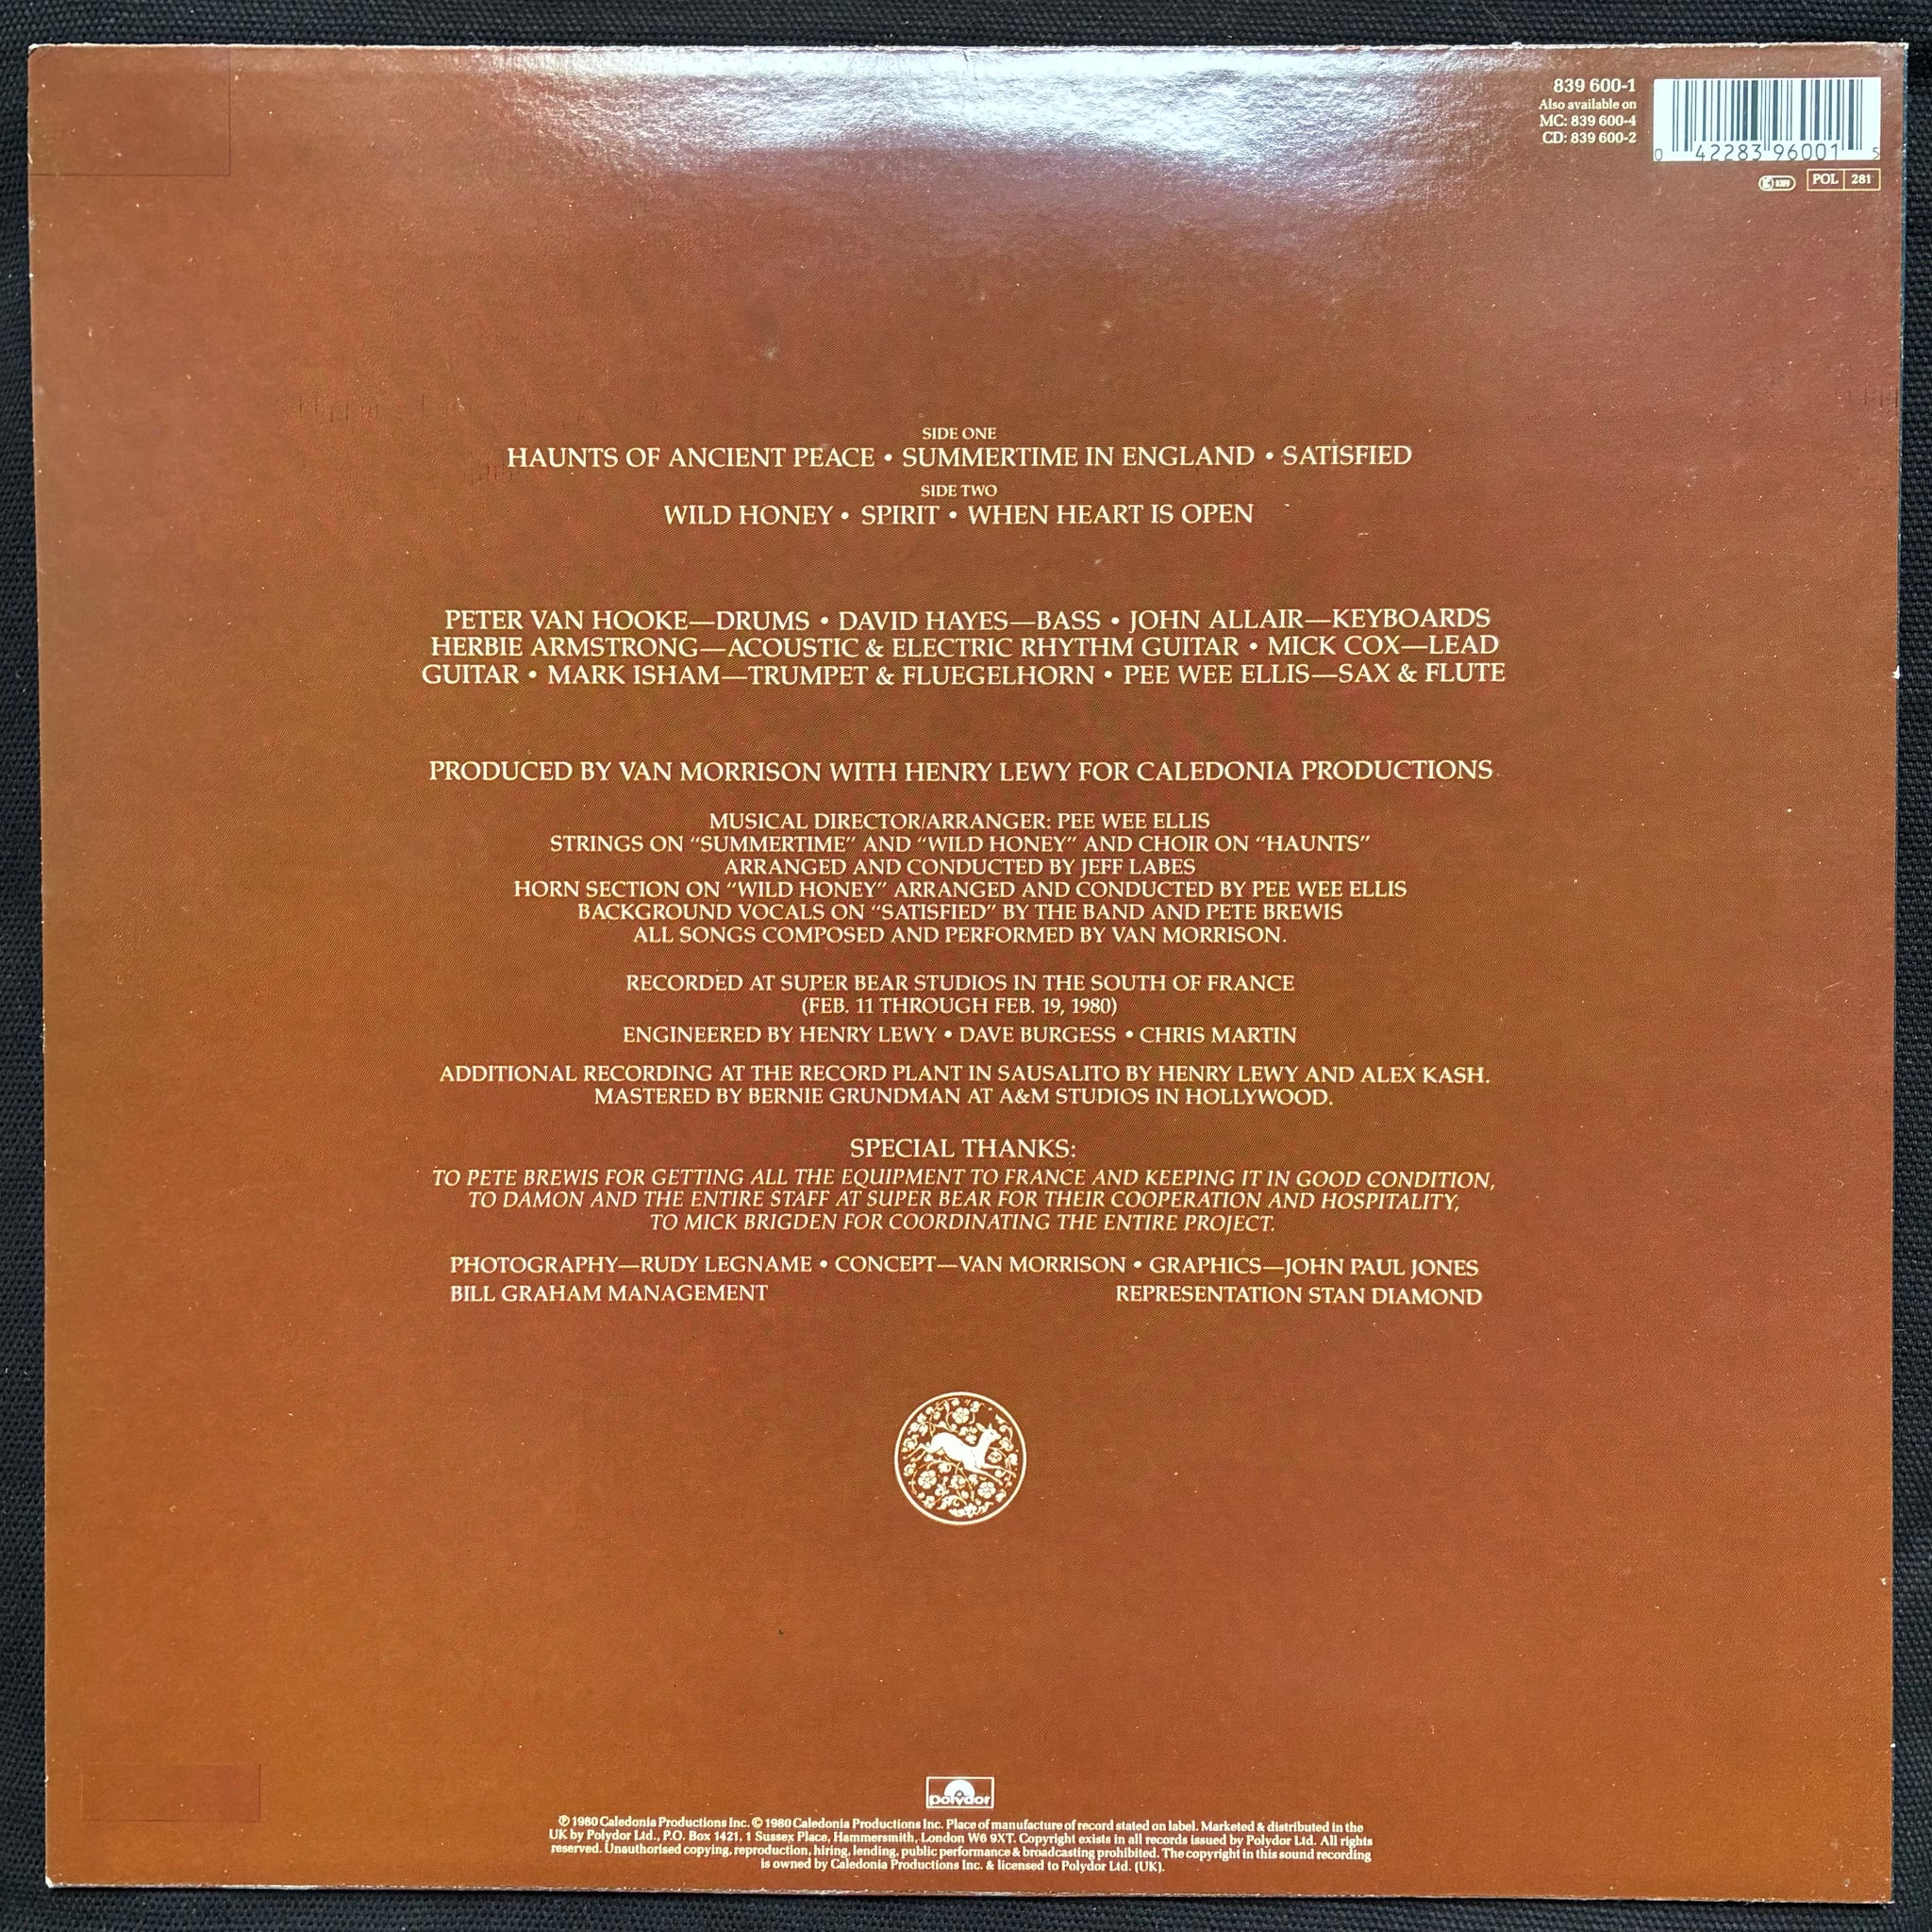 839 600-1
Also available on
MC: 839 600-4
CD: 839 600-2
0 42283 96001 5
POL 281
SIDE ONE
HAUNTS OF ANCIENT PEACE • SUMMERTIME IN ENGLAND • SATISFIED
SIDE TWO
WILD HONEY • SPIRIT • WHEN HEART IS OPEN
PETER VAN HOOKE—DRUMS • DAVID HAYES—BASS • JOHN ALLAIR—KEYBOARDS
HERBIE ARMSTRONG—ACOUSTIC & ELECTRIC RHYTHM GUITAR • MICK COX—LEAD
GUITAR • MARK ISHAM—TRUMPET & FLUEGELHORN • PEE WEE ELLIS—SAX & FLUTE
PRODUCED BY VAN MORRISON WITH HENRY LEWY FOR CALEDONIA PRODUCTIONS
MUSICAL DIRECTOR/ARRANGER: PEE WEE ELLIS
STRINGS ON “SUMMERTIME” AND “WILD HONEY” AND CHOIR ON “HAUNTS”
ARRANGED AND CONDUCTED BY JEFF LABES
HORN SECTION ON “WILD HONEY” ARRANGED AND CONDUCTED BY PEE WEE ELLIS
BACKGROUND VOCALS ON “SATISFIED” BY THE BAND AND PETE BREWIS
ALL SONGS COMPOSED AND PERFORMED BY VAN MORRISON.
RECORDED AT SUPER BEAR STUDIOS IN THE SOUTH OF FRANCE
(FEB. 11 THROUGH FEB. 19, 1980)
ENGINEERED BY HENRY LEWY • DAVE BURGESS • CHRIS MARTIN
ADDITIONAL RECORDING AT THE RECORD PLANT IN SAUSALITO BY HENRY LEWY AND ALEX KASH.
MASTERED BY BERNIE GRUNDMAN AT A&M STUDIOS IN HOLLYWOOD.
SPECIAL THANKS:
TO PETE BREWIS FOR GETTING ALL THE EQUIPMENT TO FRANCE AND KEEPING IT IN GOOD CONDITION,
TO DAMON AND THE ENTIRE STAFF AT SUPER BEAR FOR THEIR COOPERATION AND HOSPITALITY,
TO MICK BRIGDEN FOR COORDINATING THE ENTIRE PROJECT.
PHOTOGRAPHY—RUDY LEGNAME • CONCEPT—VAN MORRISON • GRAPHICS—JOHN PAUL JONES
BILL GRAHAM MANAGEMENT REPRESENTATION STAN DIAMOND
polydor
℗ 1980 Caledonia Productions Inc. © 1980 Caledonia Productions Inc. Place of manufacture of record stated on label. Marketed & distributed in the
UK by Polydor Ltd., P.O. Box 1421, 1 Sussex Place, Hammersmith, London W6 9XT. Copyright exists in all records issued by Polydor Ltd. All rights
reserved. Unauthorised copying, reproduction, hiring, lending, public performance & broadcasting prohibited. The copyright in this sound recording
is owned by Caledonia Productions Inc. & licensed to Polydor Ltd. (UK).